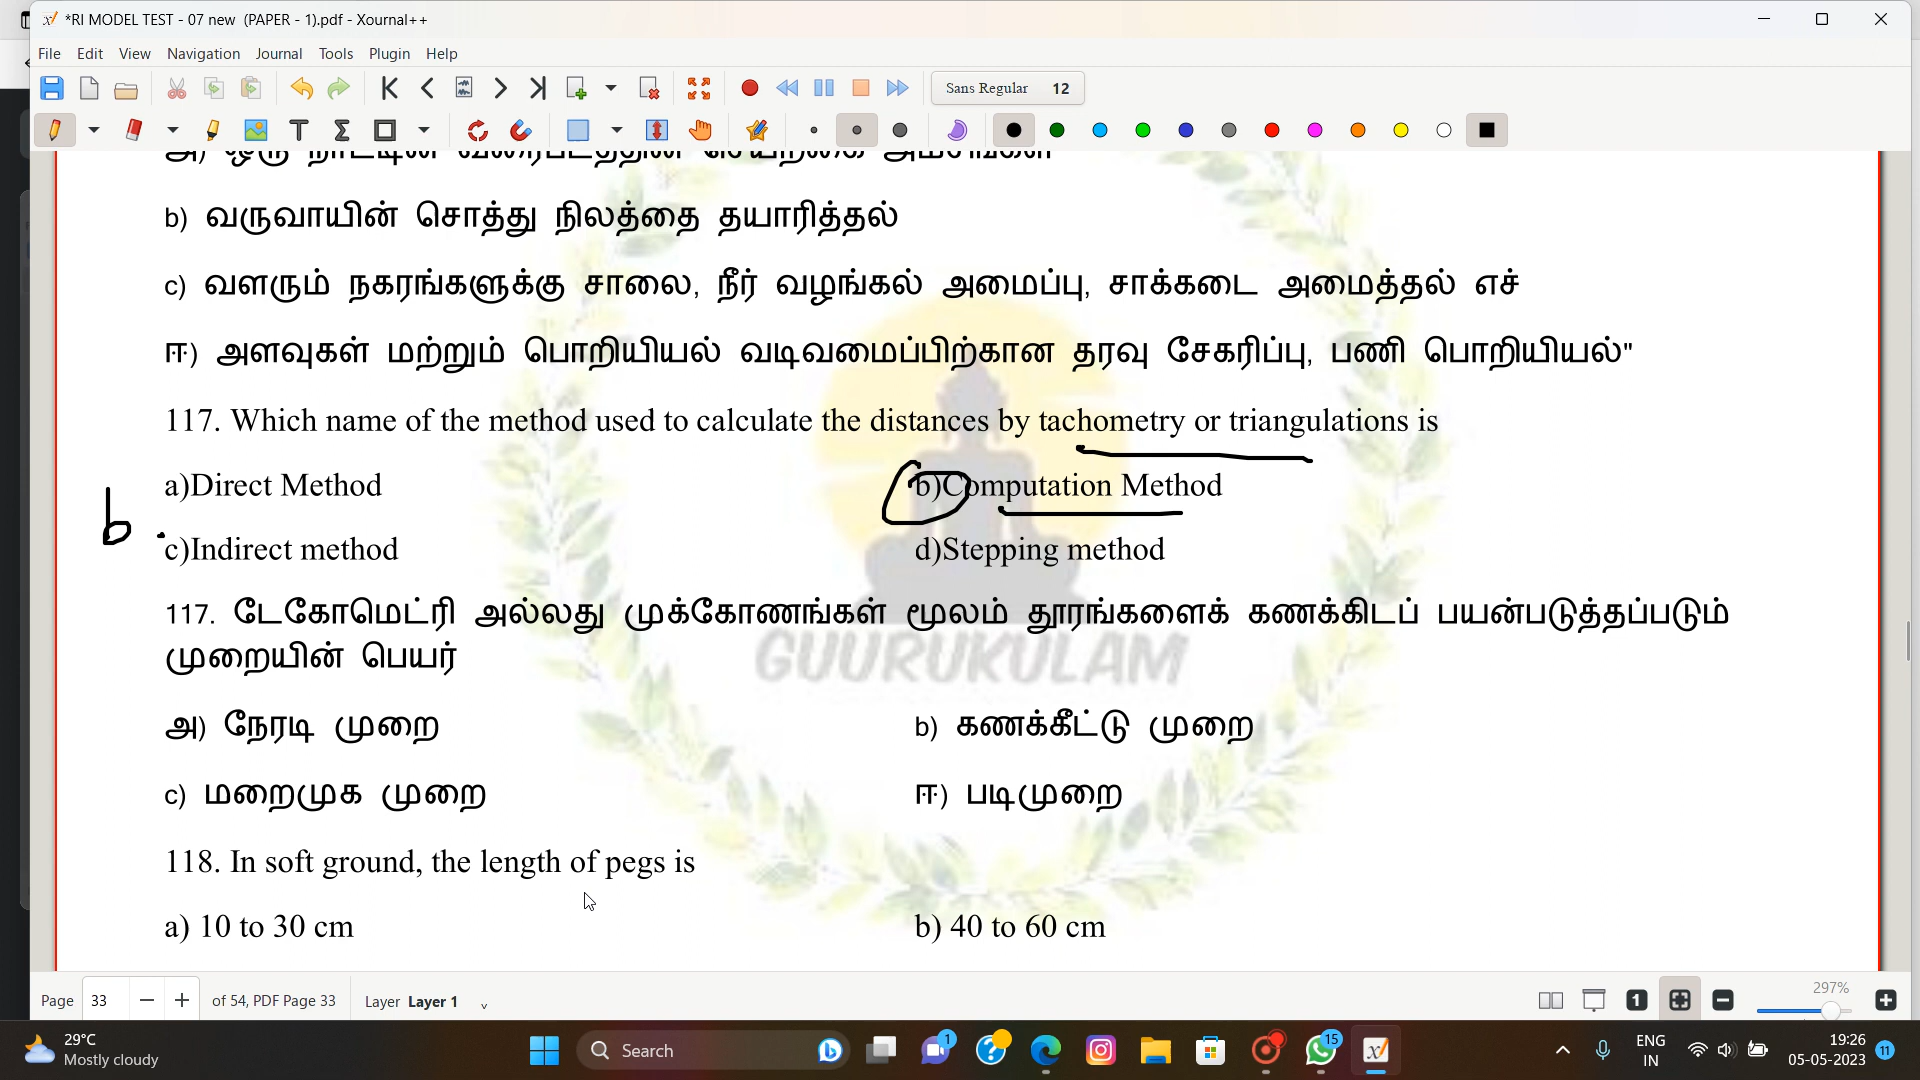 *RI MODEL TEST - 07 new (PAPER - 1).pdf - Xournal++
File Edit View Navigation Journal Tools Plugin Help
Sans Regular 12
b) வருவாயின் சொத்து நிலத்தை தயாரித்தல்
c) வளரும் நகரங்களுக்கு சாலை, நீர் வழங்கல் அமைப்பு, சாக்கடை அமைத்தல் எச்
ஈ) அளவுகள் மற்றும் பொறியியல் வடிவமைப்பிற்கான தரவு சேகரிப்பு, பணி பொறியியல்"
117. Which name of the method used to calculate the distances by tachometry or triangulations is
a)Direct Method b)Computation Method
b
c)Indirect method d)Stepping method
117. டேகோமெட்ரி அல்லது முக்கோணங்கள் மூலம் தூரங்களைக் கணக்கிடப் பயன்படுத்தப்படும்
முறையின் பெயர்
GUURUKULAM
அ) நேரடி முறை b) கணக்கீட்டு முறை
c) மறைமுக முறை ஈ) படிமுறை
118. In soft ground, the length of pegs is
a) 10 to 30 cm b) 40 to 60 cm
Page 33 of 54, PDF Page 33 Layer Layer 1 1 297%
29°C
Mostly cloudy
Search
1
15
ENG
IN
19:26
05-05-2023
11